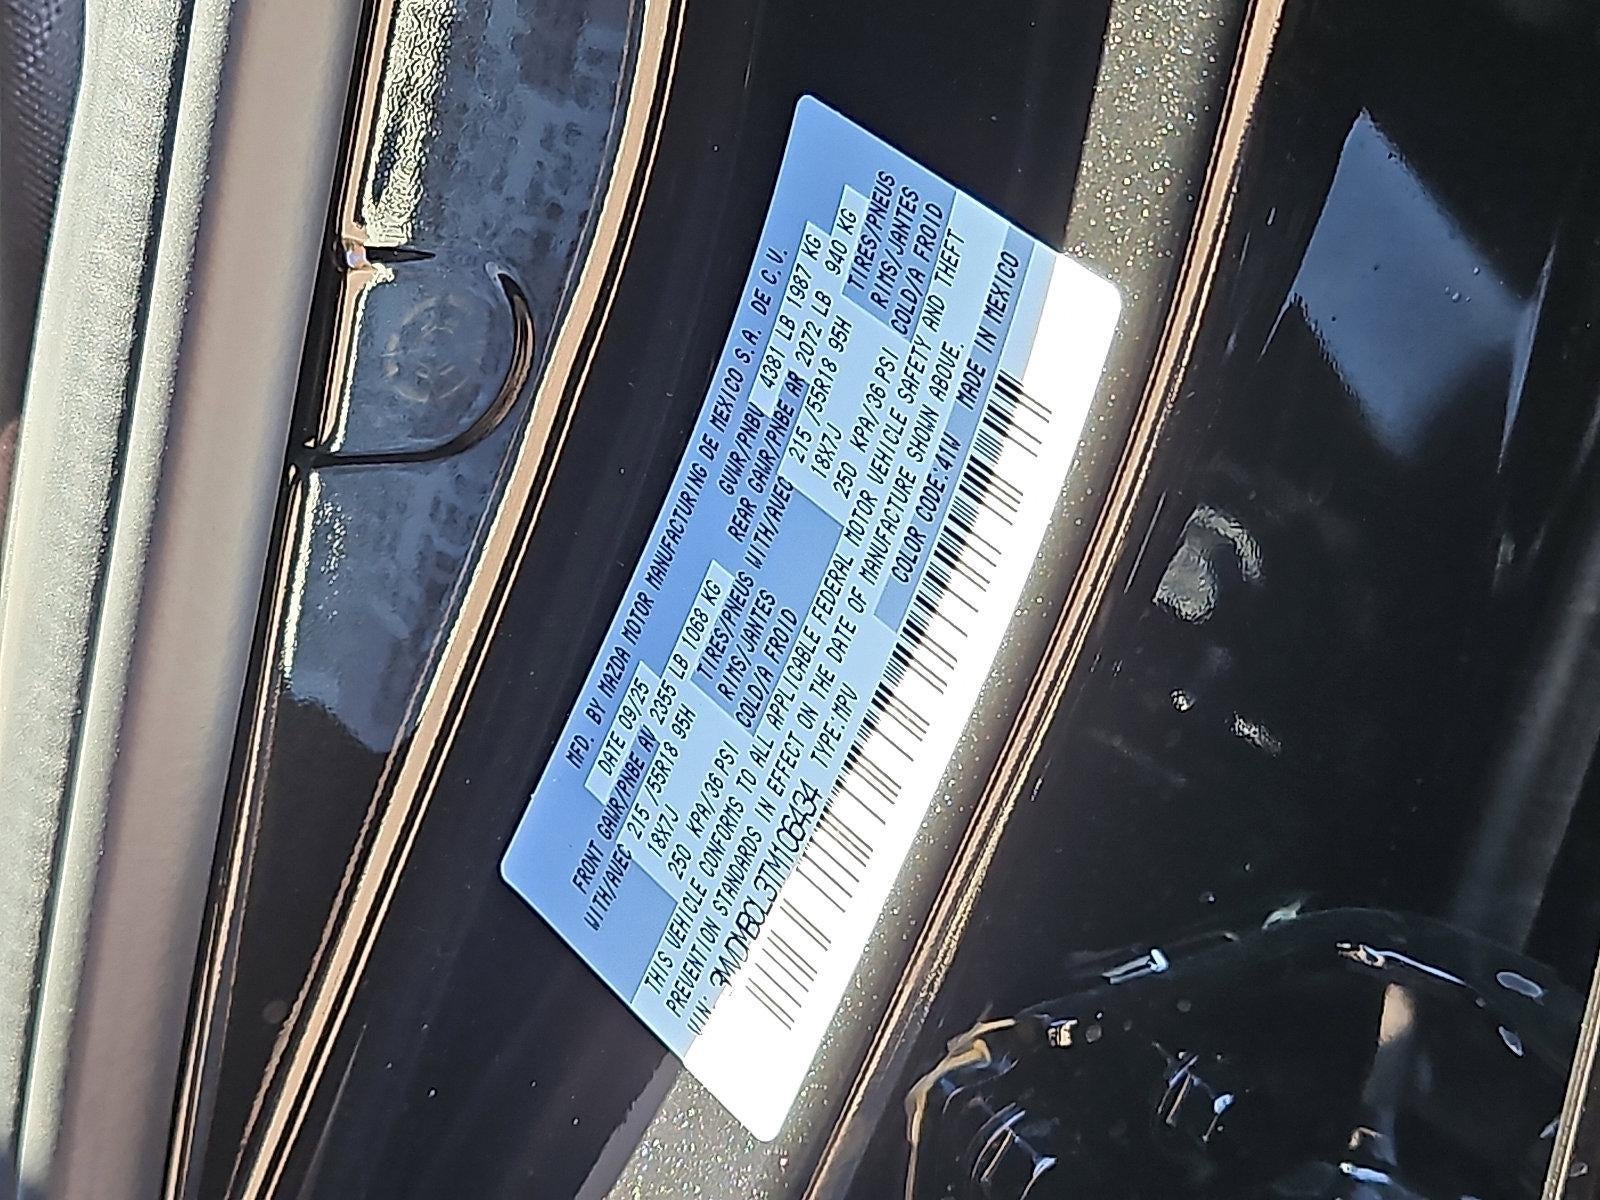 MFD. BY MAZDA MOTOR MANUFACTURING DE MEXICO S.A. DE C.V.
DATE 09/25 GVWR/PNBV 4381 LB 1987 KG
FRONT GAWR/PNBE AV 2355 LB 1068 KG REAR GAWR/PNBE AR 2072 LB 940 KG
WITH/AVEC 215 /55R18 95H TIRES/PNEUS WITH/AVEC 215 /55R18 95H TIRES/PNEUS
18X7J RIMS/JANTES 18X7J RIMS/JANTES
250 KPA/36 PSI COLD/A FROID 250 KPA/36 PSI COLD/A FROID
THIS VEHICLE CONFORMS TO ALL APPLICABLE FEDERAL MOTOR VEHICLE SAFETY AND THEFT
PREVENTION STANDARDS IN EFFECT ON THE DATE OF MANUFACTURE SHOWN ABOVE.
VIN: 3MVDMB0L3TM106434 TYPE:MPV COLOR CODE:41W MADE IN MEXICO